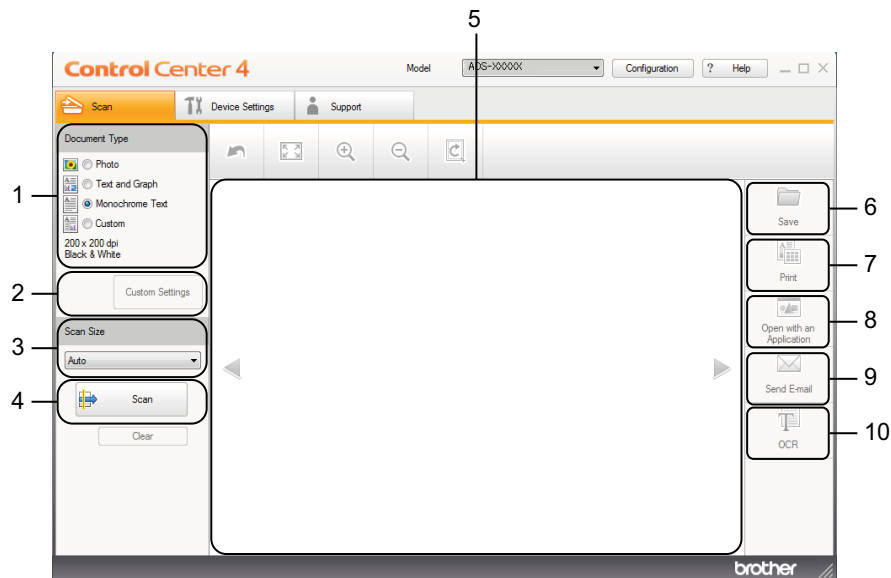 5
Control Center 4
Model
ADS-XXXXX
Configuration
? Help
Scan
Device Settings
Support
Document Type
Photo
Text and Graph
Monochrome Text
Custom
200 x 200 dpi
Black & White
1
Custom Settings
2
Scan Size
Auto
3
Scan
4
Clear
Save
6
Print
7
Open with an
Application
8
Send E-mail
9
OCR
10
brother